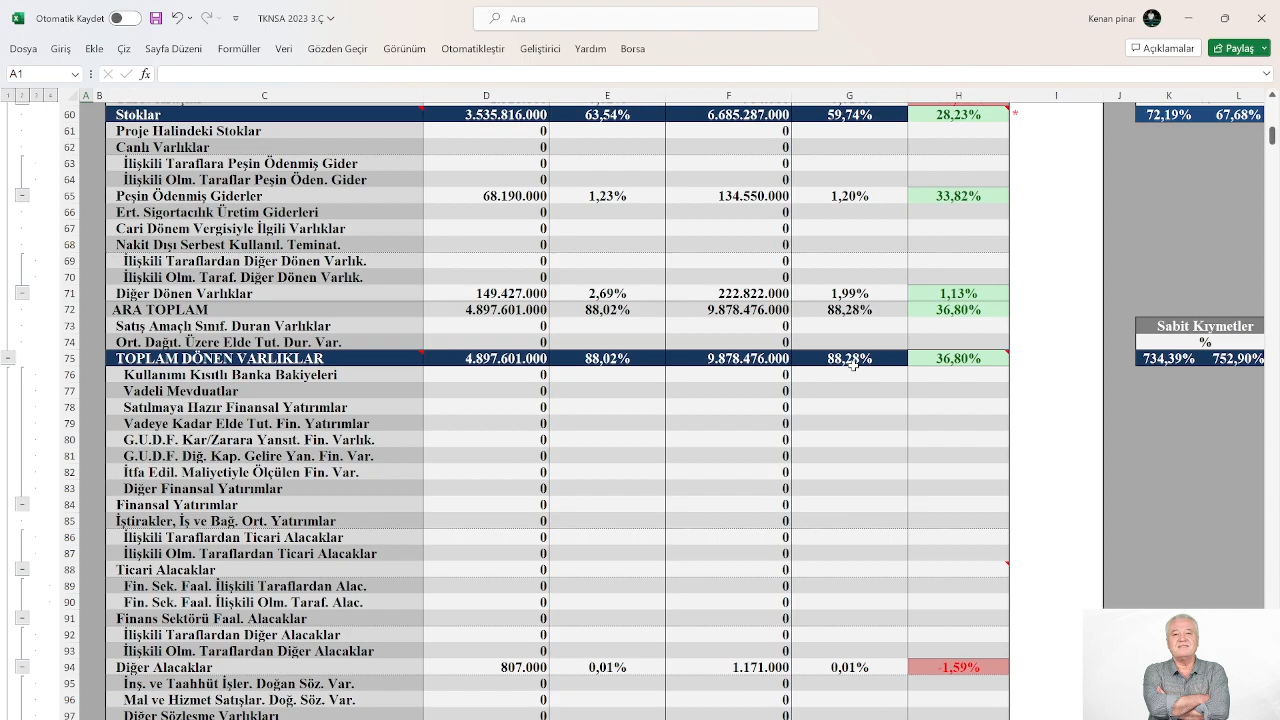 Otomatik Kaydet TKNSA 2023 3.Ç Ara Kenan pinar
Dosya Giriş Ekle Çiz Sayfa Düzeni Formüller Veri Gözden Geçir Görünüm Otomatikleştir Geliştirici Yardım Borsa Açıklamalar Paylaş
A1 fx
1 2 3 4 A B C D E F G H I J K L
60 Stoklar 3.535.816.000 63,54% 6.685.287.000 59,74% 28,23% * 72,19% 67,68%
61 Proje Halindeki Stoklar 0 0
62 Canlı Varlıklar 0 0
63 İlişkili Taraflara Peşin Ödenmiş Gider 0 0
64 İlişkili Olm. Taraflar Peşin Öden. Gider 0 0
65 Peşin Ödenmiş Giderler 68.190.000 1,23% 134.550.000 1,20% 33,82%
66 Ert. Sigortacılık Üretim Giderleri 0 0
67 Cari Dönem Vergisiyle İlgili Varlıklar 0 0
68 Nakit Dışı Serbest Kullanıl. Teminat. 0 0
69 İlişkili Taraflardan Diğer Dönen Varlık. 0 0
70 İlişkili Olm. Taraf. Diğer Dönen Varlık. 0 0
71 Diğer Dönen Varlıklar 149.427.000 2,69% 222.822.000 1,99% 1,13%
72 ARA TOPLAM 4.897.601.000 88,02% 9.878.476.000 88,28% 36,80%
73 Satış Amaçlı Sınıf. Duran Varlıklar 0 0 Sabit Kıymetler
74 Ort. Dağıt. Üzere Elde Tut. Dur. Var. 0 0 %
75 TOPLAM DÖNEN VARLIKLAR 4.897.601.000 88,02% 9.878.476.000 88,28% 36,80% 734,39% 752,90%
76 Kullanımı Kısıtlı Banka Bakiyeleri 0 0
77 Vadeli Mevduatlar 0 0
78 Satılmaya Hazır Finansal Yatırımlar 0 0
79 Vadeye Kadar Elde Tut. Fin. Yatırımlar 0 0
80 G.U.D.F. Kar/Zarara Yansıt. Fin. Varlık. 0 0
81 G.U.D.F. Diğ. Kap. Gelire Yan. Fin. Var. 0 0
82 İtfa Edil. Maliyetiyle Ölçülen Fin. Var. 0 0
83 Diğer Finansal Yatırımlar 0 0
84 Finansal Yatırımlar 0 0
85 İştirakler, İş ve Bağ. Ort. Yatırımlar 0 0
86 İlişkili Taraflardan Ticari Alacaklar 0 0
87 İlişkili Olm. Taraflardan Ticari Alacaklar 0 0
88 Ticari Alacaklar 0 0
89 Fin. Sek. Faal. İlişkili Taraflardan Alac. 0 0
90 Fin. Sek. Faal. İlişkili Olm. Taraf. Alac. 0 0
91 Finans Sektörü Faal. Alacaklar 0 0
92 İlişkili Taraflardan Diğer Alacaklar 0 0
93 İlişkili Olm. Taraflardan Diğer Alacaklar 0 0
94 Diğer Alacaklar 807.000 0,01% 1.171.000 0,01% -1,59%
95 İnş. ve Taahhüt İşler. Doğan Söz. Var. 0 0
96 Mal ve Hizmet Satışlar. Doğ. Söz. Var. 0 0
97 Diğer Sözleşme Varlıkları 0 0